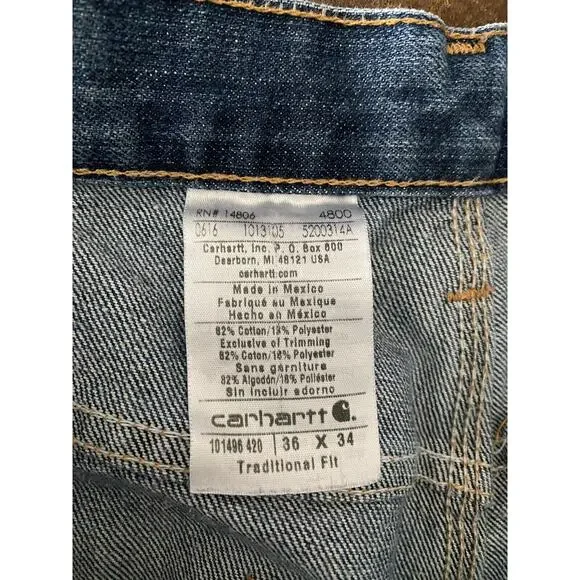 RN# 14806 4800
0616 1013105 5200314A
Carhartt, Inc. P. O. Box 600
Dearborn, MI 48121 USA
carhartt.com
Made in Mexico
Fabriqué au Mexique
Hecho en México
82% Cotton/18% Polyester
Exclusive of Trimming
82% Coton/18% Polyester
Sans garniture
82% Algodón/18% Poliéster
Sin incluir adorno
carhartt
101496 420 36 X 34
Traditional Fit